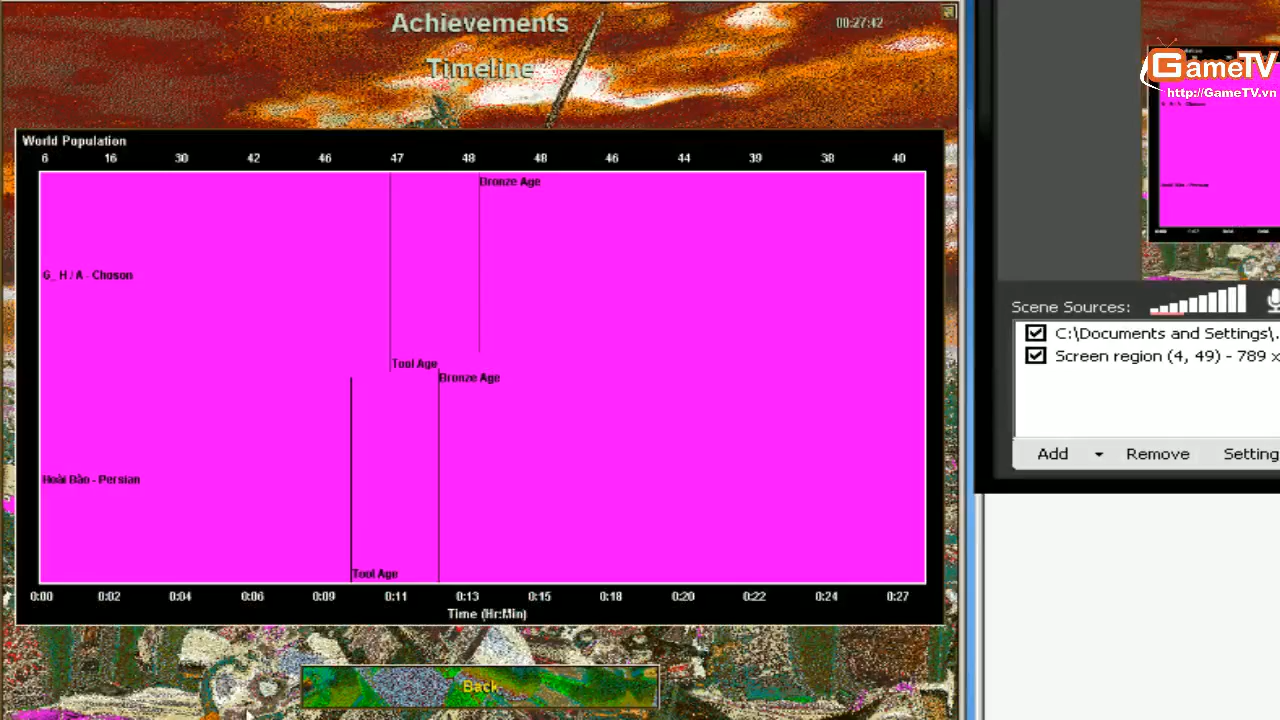 Achievements
00:27:42
Timeline
GameTV
http://GameTV.vn
World Population
6 16 30 42 46 47 48 48 46 44 39 38 40
Bronze Age
G_ H / A - Choson
Tool Age
Bronze Age
Hoài Bão - Persian
Tool Age
0:00 0:02 0:04 0:06 0:09 0:11 0:13 0:15 0:18 0:20 0:22 0:24 0:27
Time (Hr:Min)
Back
Scene Sources:
C:\Documents and Settings\.
Screen region (4, 49) - 789 x
Add Remove Setting